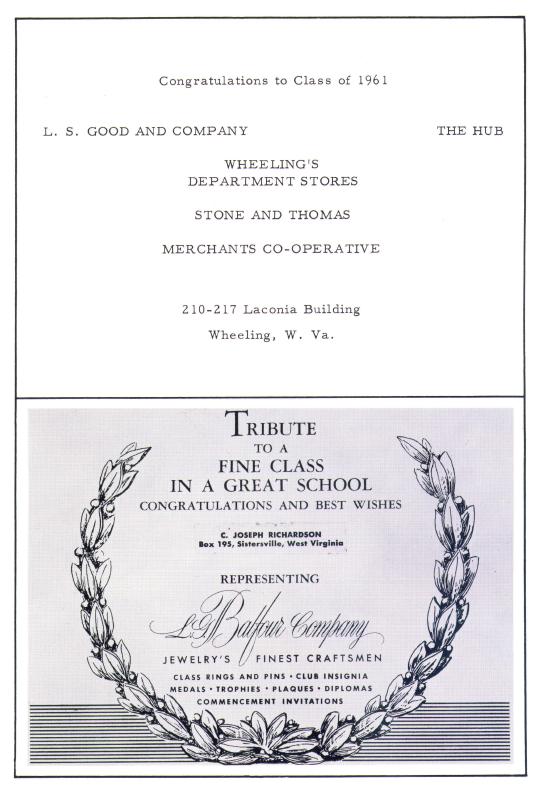 Congratulations to Class of 1961
L. S. GOOD AND COMPANY THE HUB
WHEELING'S
DEPARTMENT STORES
STONE AND THOMAS
MERCHANTS CO-OPERATIVE
210-217 Laconia Building
Wheeling, W. Va.
TRIBUTE
TO A
FINE CLASS
IN A GREAT SCHOOL
CONGRATULATIONS AND BEST WISHES
C. JOSEPH RICHARDSON
Box 195, Sistersville, West Virginia
REPRESENTING
L.G. Balfour Company
JEWELRY'S FINEST CRAFTSMEN
CLASS RINGS AND PINS • CLUB INSIGNIA
MEDALS • TROPHIES • PLAQUES • DIPLOMAS
COMMENCEMENT INVITATIONS